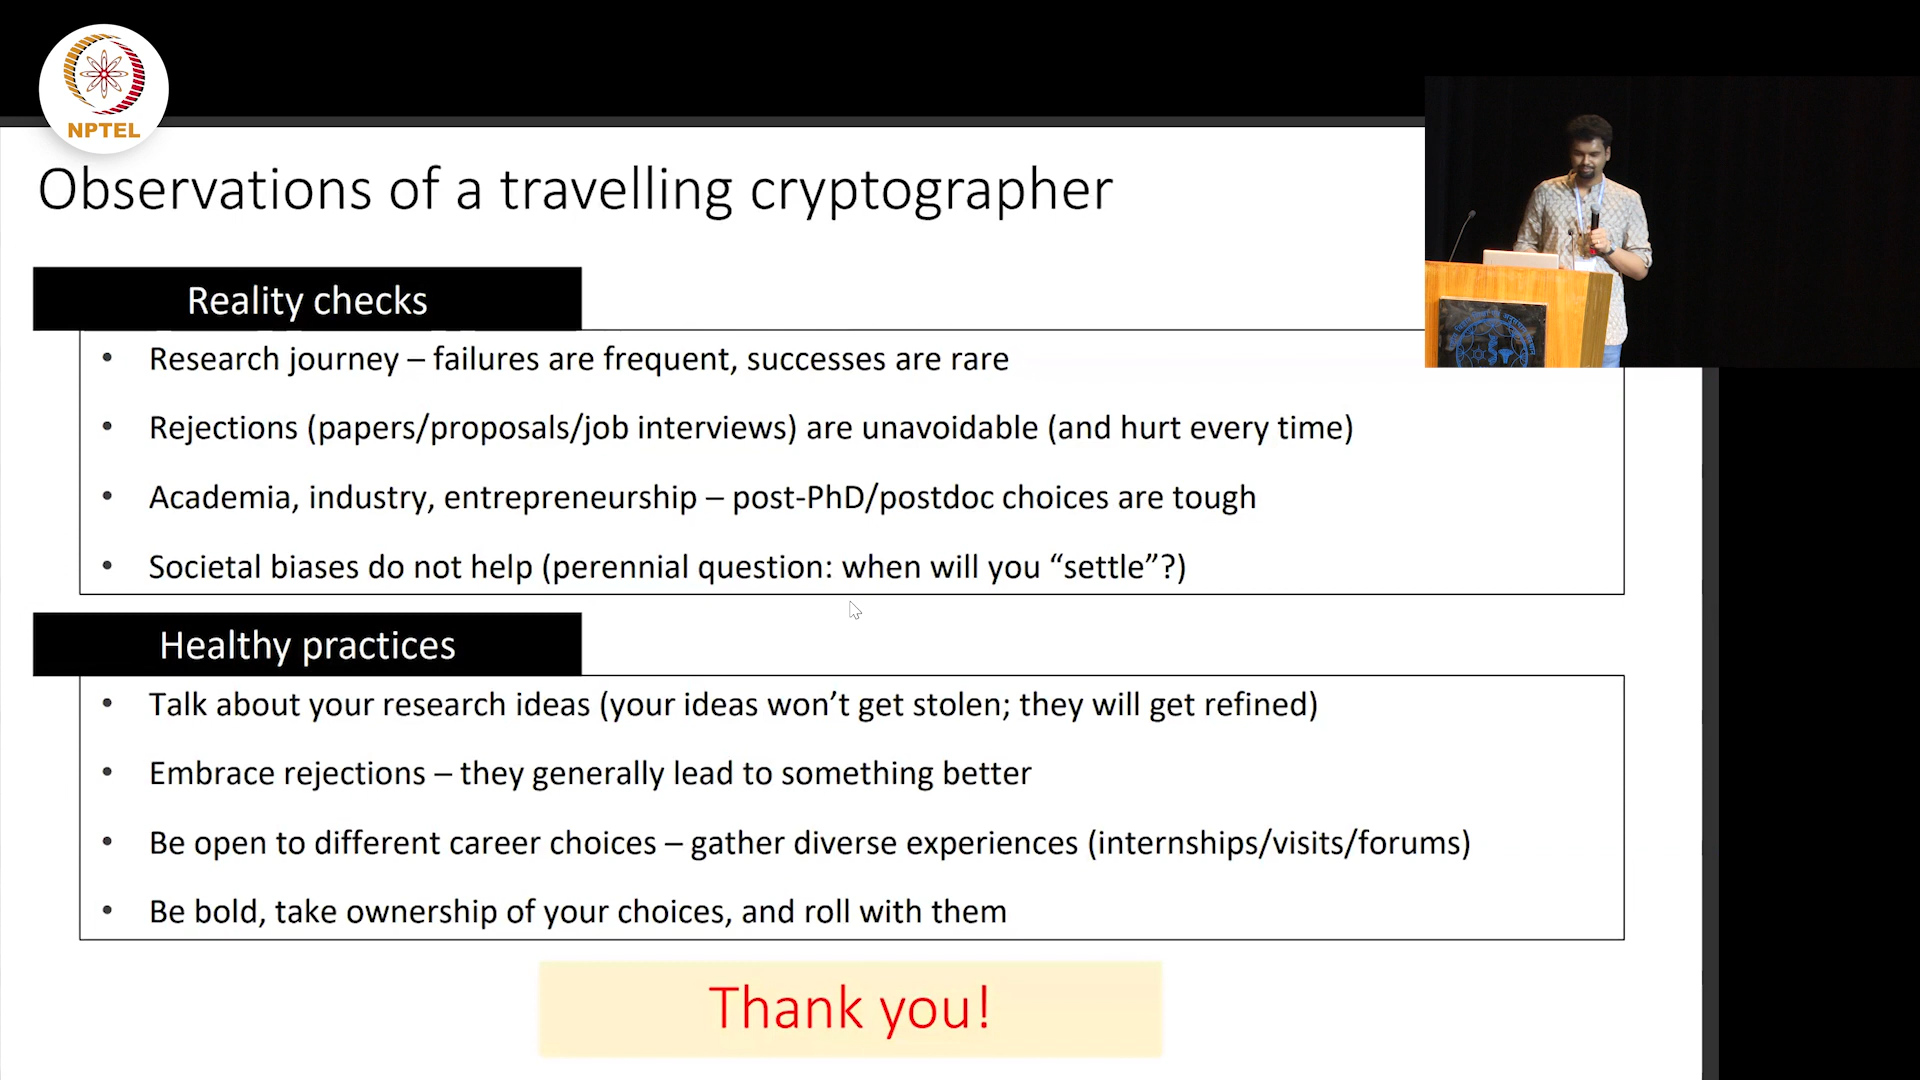 NPTEL
Observations of a travelling cryptographer
Reality checks
• Research journey – failures are frequent, successes are rare
• Rejections (papers/proposals/job interviews) are unavoidable (and hurt every time)
• Academia, industry, entrepreneurship – post-PhD/postdoc choices are tough
• Societal biases do not help (perennial question: when will you “settle”?)
Healthy practices
• Talk about your research ideas (your ideas won’t get stolen; they will get refined)
• Embrace rejections – they generally lead to something better
• Be open to different career choices – gather diverse experiences (internships/visits/forums)
• Be bold, take ownership of your choices, and roll with them
Thank you!